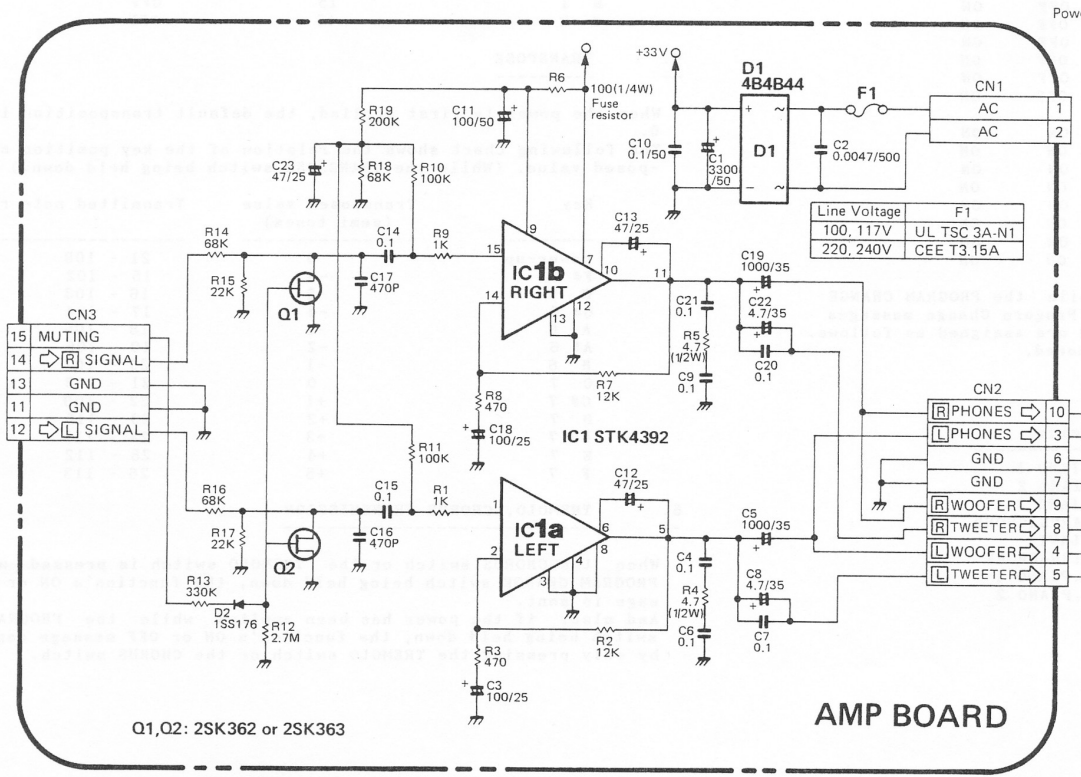 Powe
+33V
D1
4B4B44
F1
CN1
AC 1
AC 2
R6
100(1/4W)
Fuse
resistor
C11
100/50
R19
200K
C23
47/25
R18
68K
R10
100K
C10
0.1/50
C1
3300
/50
D1
C2
0.0047/500
Line Voltage F1
100, 117V UL TSC 3A-N1
220, 240V CEE T3.15A
R14
68K
C14
0.1
R9
1K
15
9
7
C13
47/25
10
11
IC1b
RIGHT
14
12
13
R15
22K
Q1
C17
470P
C19
1000/35
C21
0.1
C22
4.7/35
R5
4.7
(1/2W)
C20
0.1
C9
0.1
CN3
15 MUTING
14 R SIGNAL
13 GND
11 GND
12 L SIGNAL
R8
470
R7
12K
C18
100/25
IC1 STK4392
CN2
R PHONES 10
L PHONES 3
GND 6
GND 7
R WOOFER 9
R TWEETER 8
L WOOFER 4
L TWEETER 5
R11
100K
R16
68K
C15
0.1
R1
1K
1
C12
47/25
6
5
IC1a
LEFT
8
2
4
3
R17
22K
Q2
C16
470P
C5
1000/35
C4
0.1
R4
4.7
(1/2W)
C8
4.7/35
C6
0.1
C7
0.1
R13
330K
D2
1SS176
R12
2.7M
R3
470
R2
12K
C3
100/25
Q1,Q2: 2SK362 or 2SK363
AMP BOARD